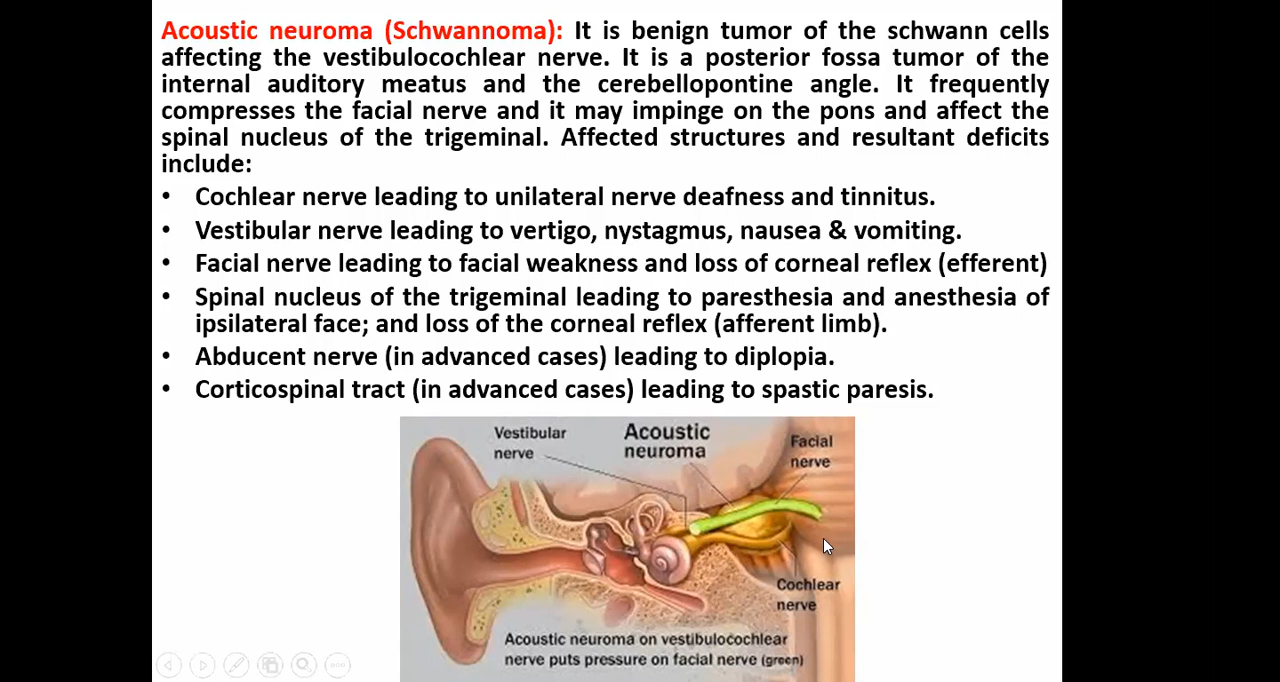 Acoustic neuroma (Schwannoma): It is benign tumor of the schwann cells
affecting the vestibulocochlear nerve. It is a posterior fossa tumor of the
internal auditory meatus and the cerebellopontine angle. It frequently
compresses the facial nerve and it may impinge on the pons and affect the
spinal nucleus of the trigeminal. Affected structures and resultant deficits
include:
• Cochlear nerve leading to unilateral nerve deafness and tinnitus.
• Vestibular nerve leading to vertigo, nystagmus, nausea & vomiting.
• Facial nerve leading to facial weakness and loss of corneal reflex (efferent)
• Spinal nucleus of the trigeminal leading to paresthesia and anesthesia of
ipsilateral face; and loss of the corneal reflex (afferent limb).
• Abducent nerve (in advanced cases) leading to diplopia.
• Corticospinal tract (in advanced cases) leading to spastic paresis.
Vestibular
nerve
Acoustic
neuroma
Facial
nerve
Cochlear
nerve
Acoustic neuroma on vestibulocochlear
nerve puts pressure on facial nerve (green)